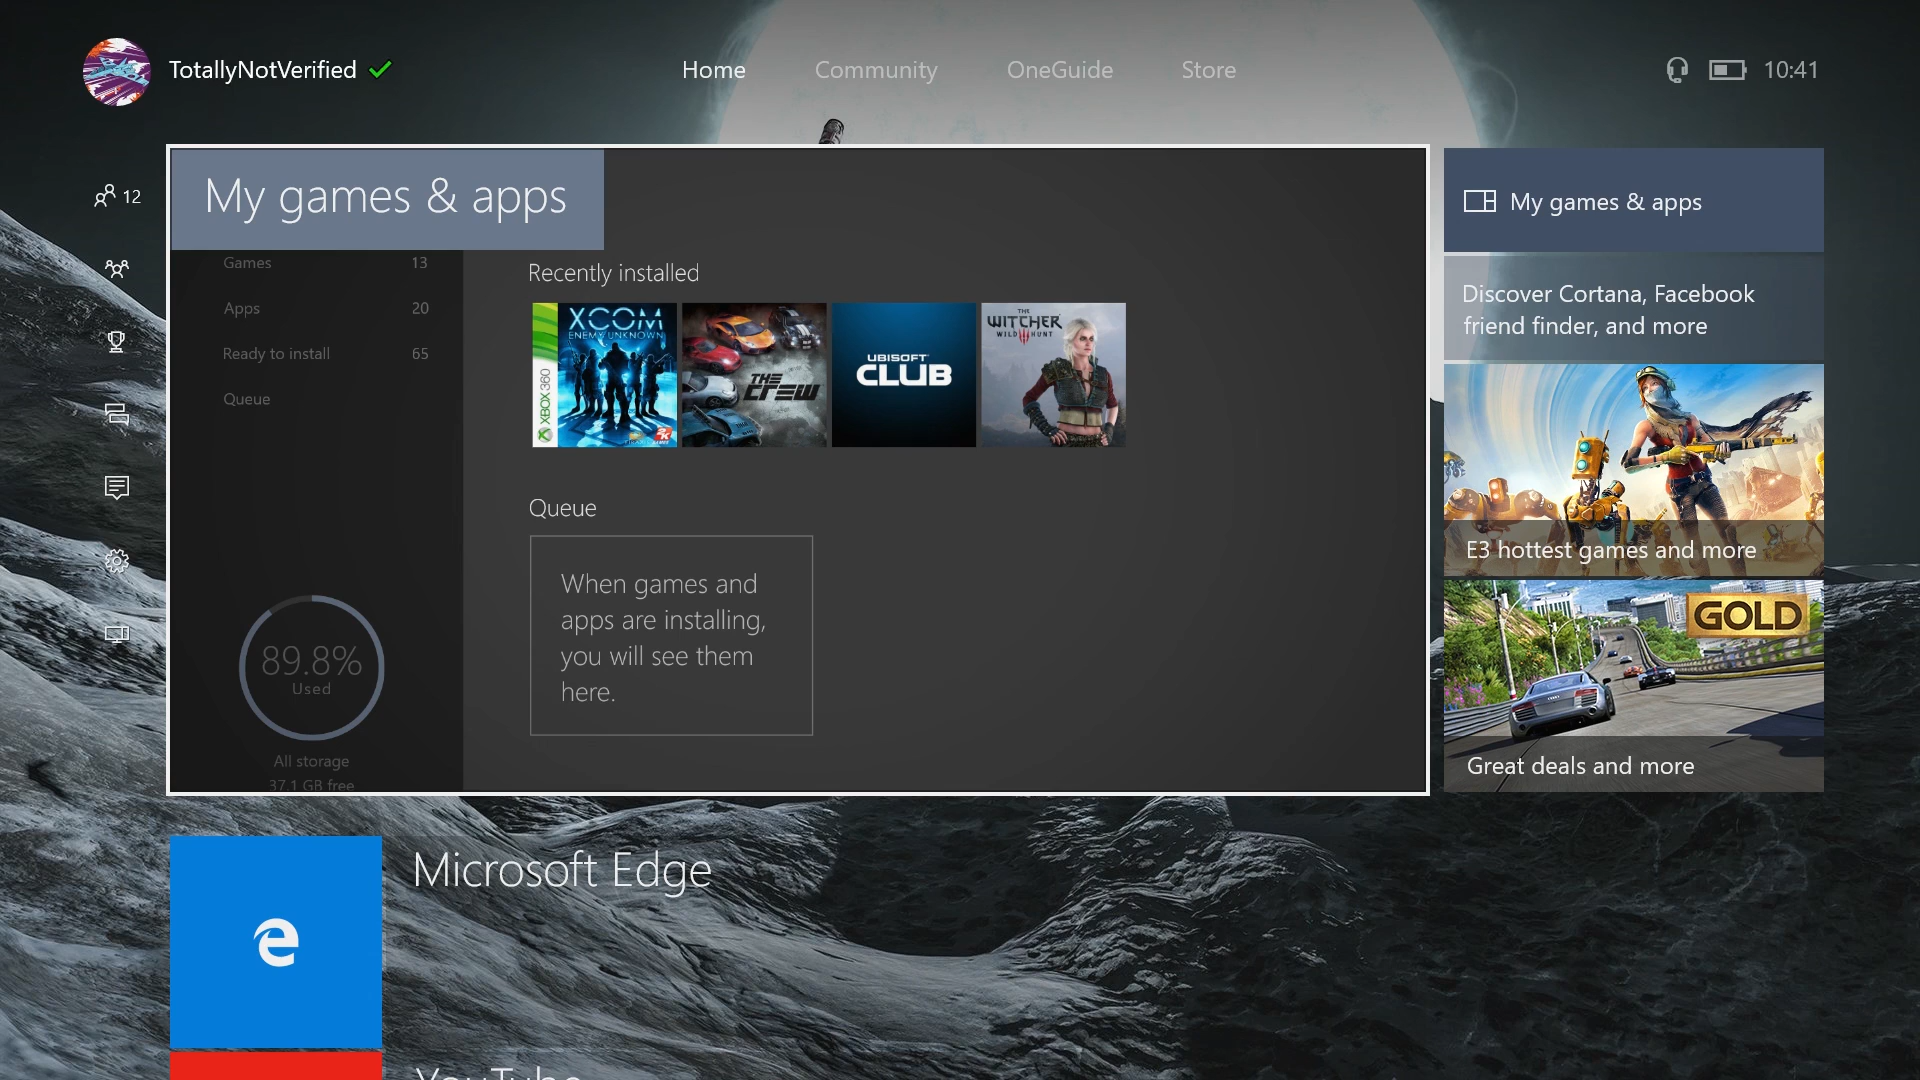 TotallyNotVerified
Home
Community
OneGuide
Store
10:41
12
My games & apps
Games 13
Apps 20
Ready to install 65
Queue
89.8%
Used
All storage
37.1 GB free
Recently installed
XCOM
ENEMY UNKNOWN
XBOX 360
2K
THE
CREW
UBISOFT
CLUB
THE
WITCHER
WILD HUNT
Queue
When games and
apps are installing,
you will see them
here.
My games & apps
Discover Cortana, Facebook
friend finder, and more
E3 hottest games and more
GOLD
Great deals and more
Microsoft Edge
YouTube